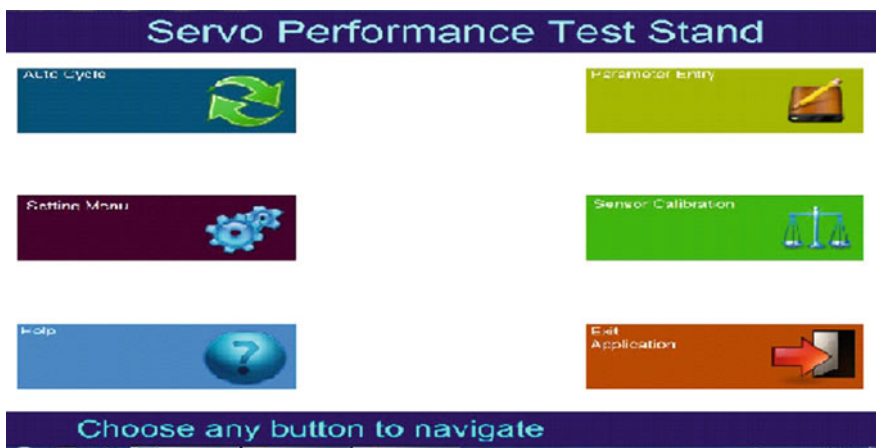 Servo Performance Test Stand
Auto Cycle
Parameter Entry
Setting Menu
Sensor Calibration
Help
Exit
Application
Choose any button to navigate